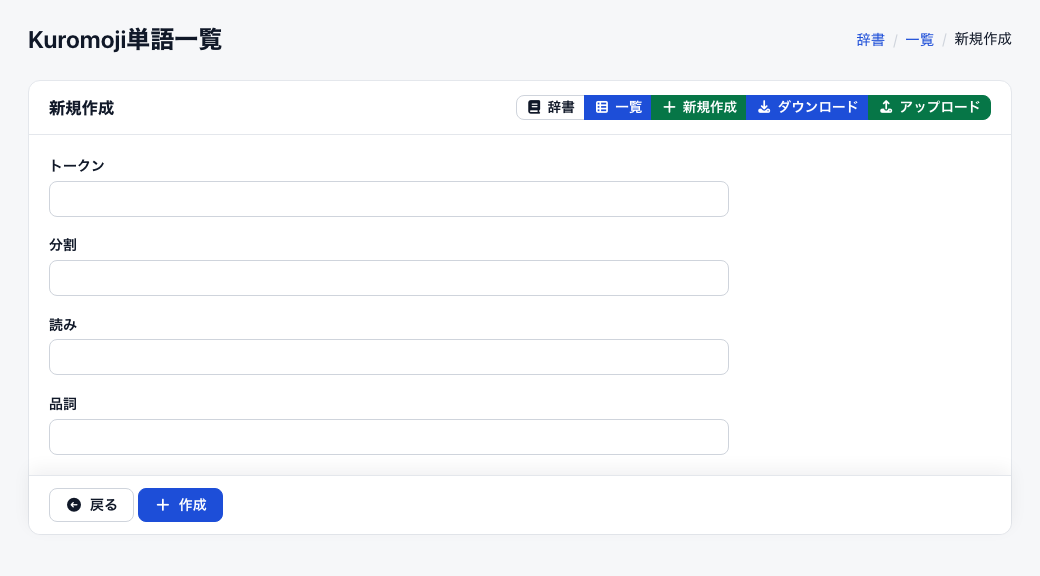 Kuromoji単語一覧
辞書 / 一覧 / 新規作成
新規作成
辞書 一覧 新規作成 ダウンロード アップロード
トークン
分割
読み
品詞
戻る 作成